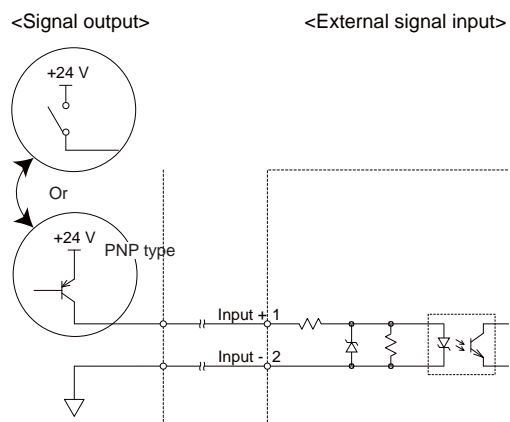 <Signal output>
<External signal input>
+24 V
Or
+24 V
PNP type
Input + 1
Input - 2